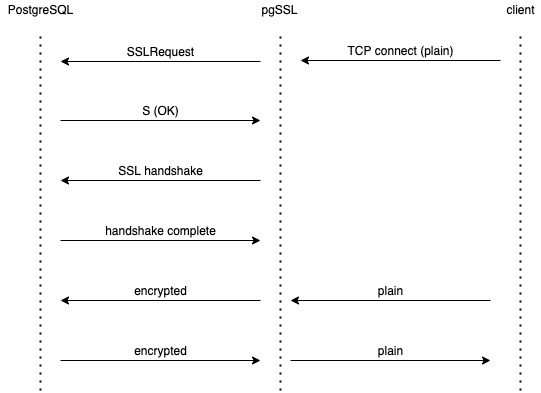 PostgreSQL pgSSL client
SSLRequest TCP connect (plain)
S (OK)
SSL handshake
handshake complete
encrypted plain
encrypted plain